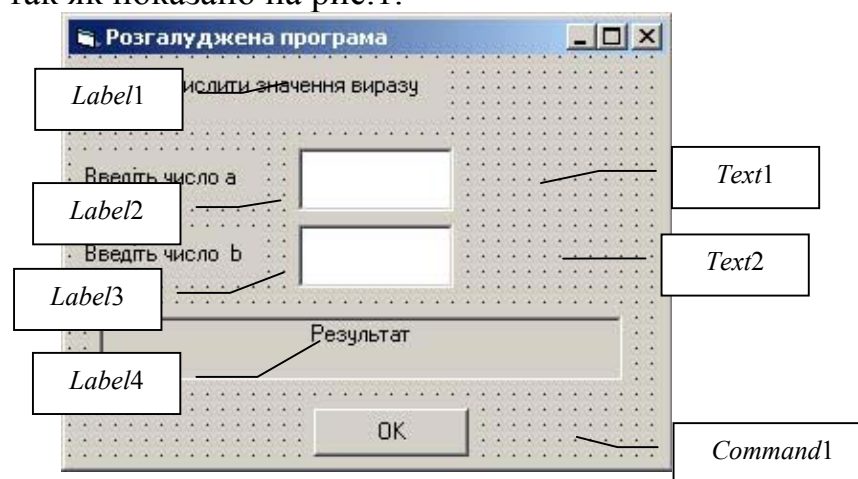 так як показано на рис.1.
Розгалуджена програма
ислити значення виразу
Label1
Введіть число a
Text1
Label2
Введіть число b
Text2
Label3
Результат
Label4
OK
Command1